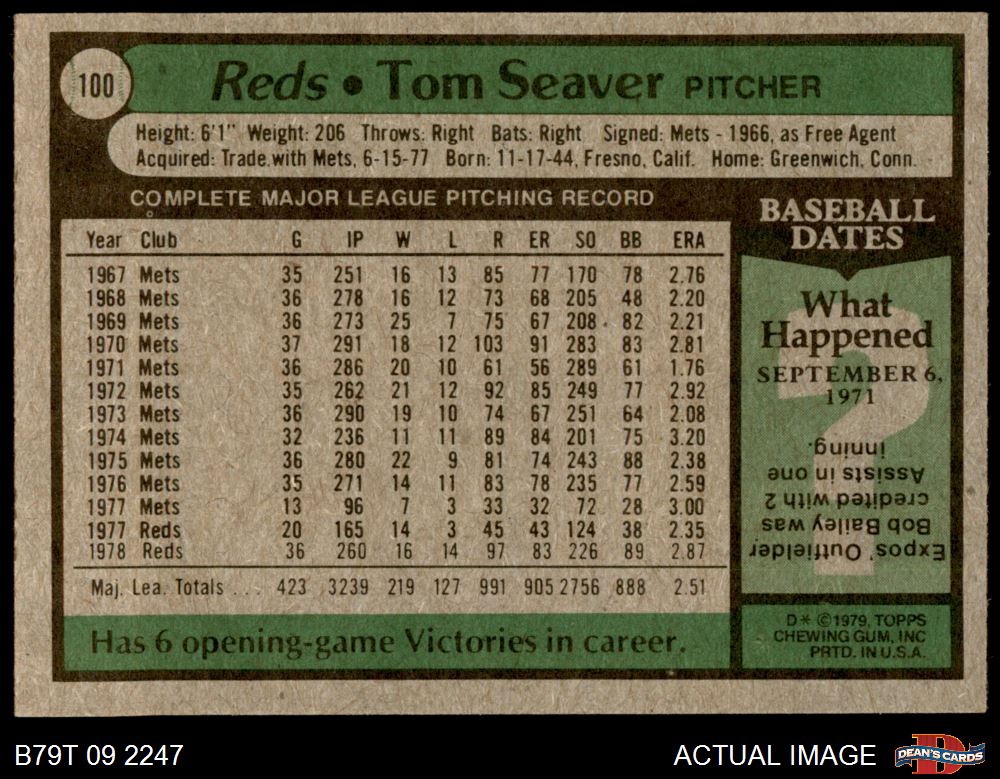 100
Reds • Tom Seaver PITCHER
Height: 6'1" Weight: 206 Throws: Right Bats: Right Signed: Mets - 1966, as Free Agent
Acquired: Trade with Mets, 6-15-77 Born: 11-17-44, Fresno, Calif. Home: Greenwich, Conn.
COMPLETE MAJOR LEAGUE PITCHING RECORD
Year Club G IP W L R ER SO BB ERA
1967 Mets 35 251 16 13 85 77 170 78 2.76
1968 Mets 36 278 16 12 73 68 205 48 2.20
1969 Mets 36 273 25 7 75 67 208 82 2.21
1970 Mets 37 291 18 12 103 91 283 83 2.81
1971 Mets 36 286 20 10 61 56 289 61 1.76
1972 Mets 35 262 21 12 92 85 249 77 2.92
1973 Mets 36 290 19 10 74 67 251 64 2.08
1974 Mets 32 236 11 11 89 84 201 75 3.20
1975 Mets 36 280 22 9 81 74 243 88 2.38
1976 Mets 35 271 14 11 83 78 235 77 2.59
1977 Mets 13 96 7 3 33 32 72 28 3.00
1977 Reds 20 165 14 3 45 43 124 38 2.35
1978 Reds 36 260 16 14 97 83 226 89 2.87
Maj. Lea. Totals ... 423 3239 219 127 991 905 2756 888 2.51
Has 6 opening-game Victories in career.
BASEBALL
DATES
What
Happened
SEPTEMBER 6,
1971
?
Expos' Outfielder
Bob Bailey was
credited with 2
Assists in one
inning.
D* ©1979, TOPPS
CHEWING GUM, INC
PRTD. IN U.S.A.
B79T 09 2247
ACTUAL IMAGE
D
DEAN'S CARDS